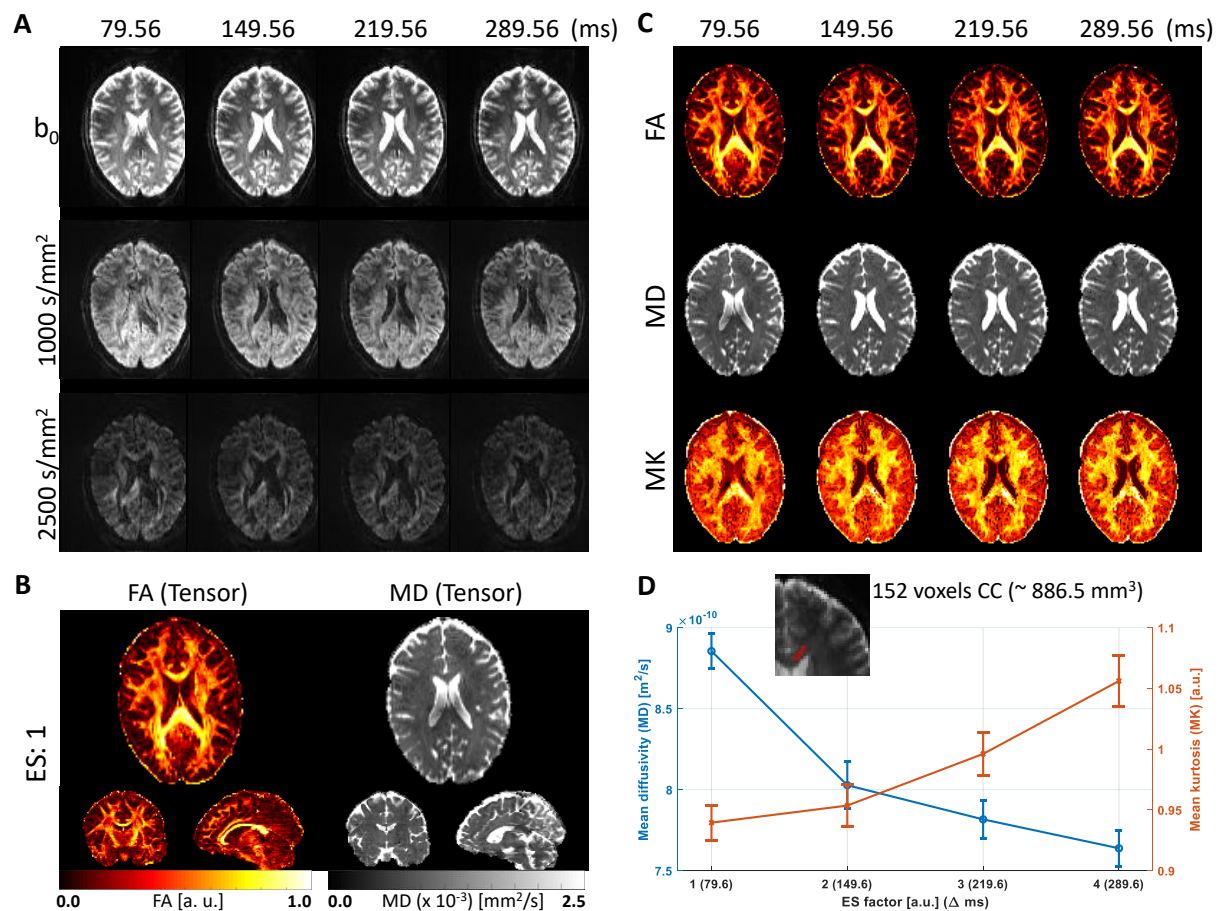 A
79.56 149.56 219.56 289.56 (ms)
b0
1000 s/mm²
2500 s/mm²
C
79.56 149.56 219.56 289.56
FA
MD
MK
B
FA (Tensor) MD (Tensor)
ES: 1
0.0 FA [a. u.] 1.0
0.0 MD (x 10⁻³) [mm²/s] 2.5
D
152 voxels CC (~ 886.5 mm³)
× 10⁻¹⁰
9
8.5
8
7.5
Mean diffusivity (MD) [m²/s]
1.1
1.05
1
0.95
0.9
Mean kurtosis (MK) [a.u.]
1 (79.6) 2 (149.6) 3 (219.6) 4 (289.6)
ES factor [a.u.] (Δ ms)